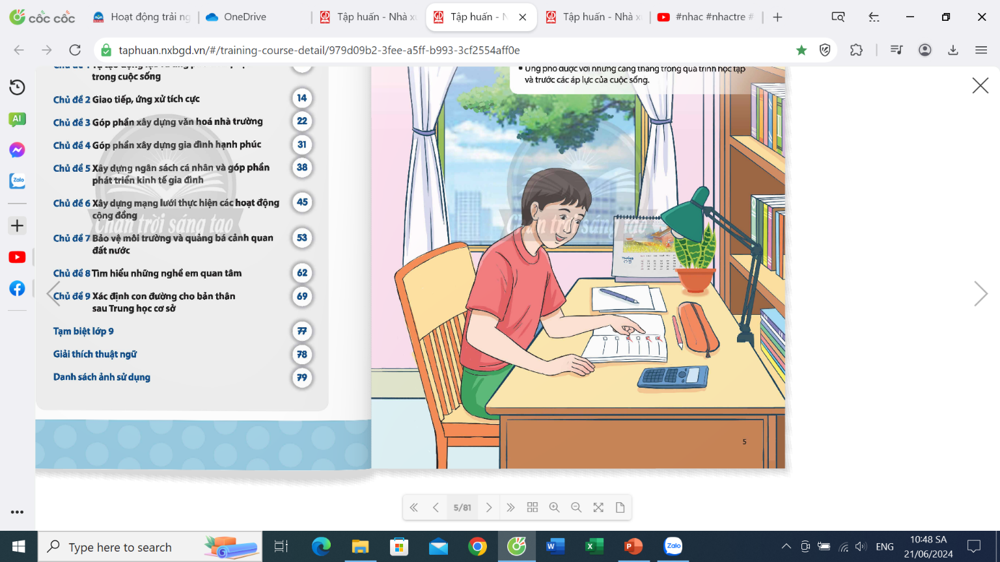 cốc cốc
Hoạt động trải ng
OneDrive
Tập huấn - Nhà xu
Tập huấn - N
Tập huấn - Nhà xu
#nhac #nhactre #
taphuan.nxbgd.vn/#/training-course-detail/979d09b2-3fee-a5ff-b993-3cf2554aff0e
AI
Zalo
trong cuộc sống
Chủ đề 2 Giao tiếp, ứng xử tích cực 14
Chủ đề 3 Góp phần xây dựng văn hoá nhà trường 22
Chủ đề 4 Góp phần xây dựng gia đình hạnh phúc 31
Chủ đề 5 Xây dựng ngân sách cá nhân và góp phần 38
phát triển kinh tế gia đình
Chủ đề 6 Xây dựng mạng lưới thực hiện các hoạt động 45
cộng đồng
Chủ đề 7 Bảo vệ môi trường và quảng bá cảnh quan 53
đất nước
Chủ đề 8 Tìm hiểu những nghề em quan tâm 62
Chủ đề 9 Xác định con đường cho bản thân 69
sau Trung học cơ sở
Tạm biệt lớp 9 77
Giải thích thuật ngữ 78
Danh sách ảnh sử dụng 79
Chân trời sáng tạo
• Ứng phó được với những căng thẳng trong quá trình học tập
và trước các áp lực của cuộc sống.
Chân trời sáng tạo
THÁNG
5
5/81
Type here to search
Zalo
ENG
10:48 SA
21/06/2024